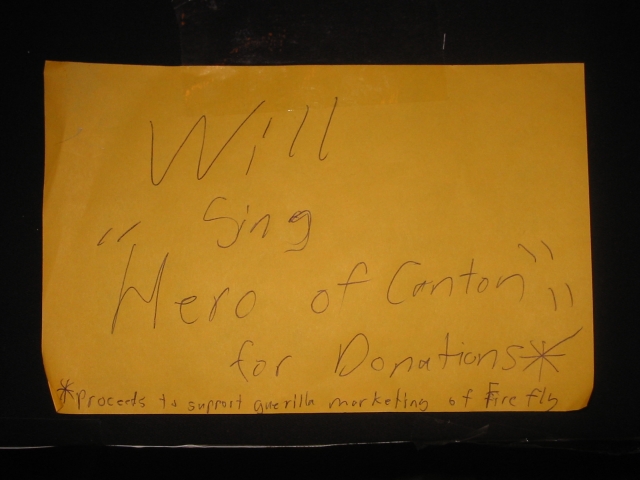 Will
Sing
"Hero of Canton""
for Donations*
*proceeds to support guerilla marketing of Firefly